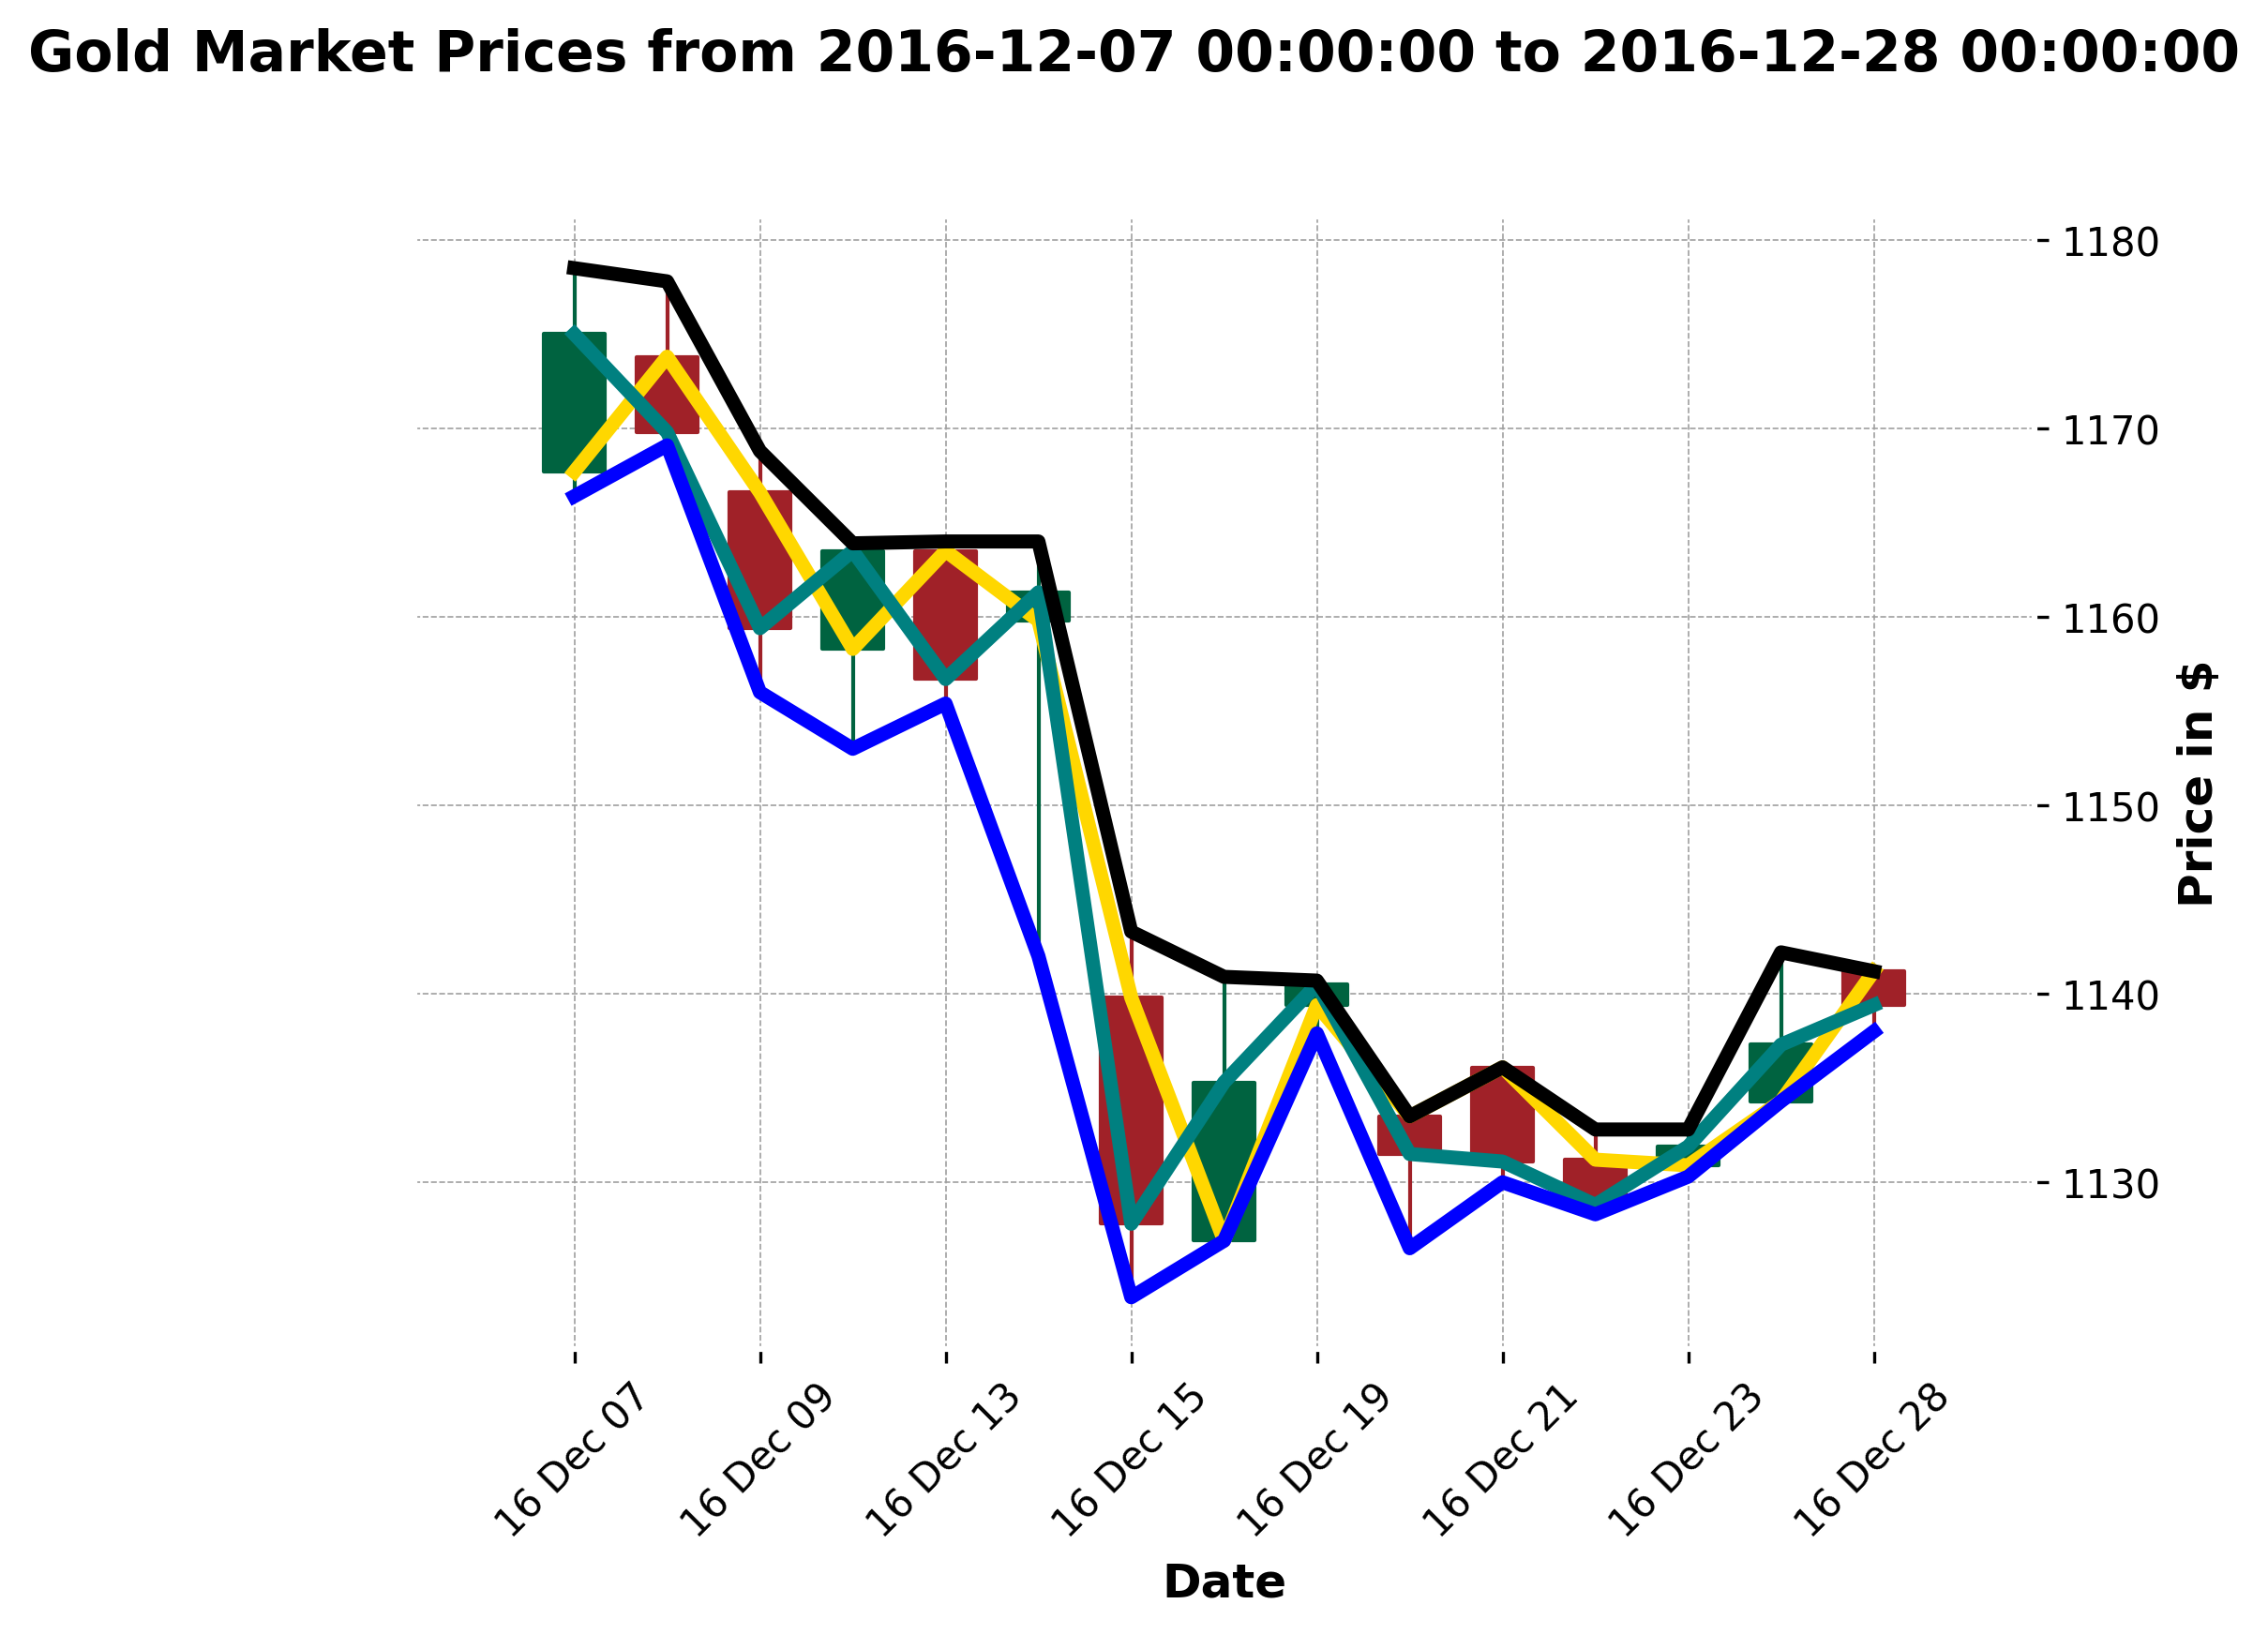 Gold Market Prices from 2016-12-07 00:00:00 to 2016-12-28 00:00:00
1180
1170
1160
1150
1140
1130
Price in $
16 Dec 07
16 Dec 09
16 Dec 13
16 Dec 15
16 Dec 19
16 Dec 21
16 Dec 23
16 Dec 28
Date